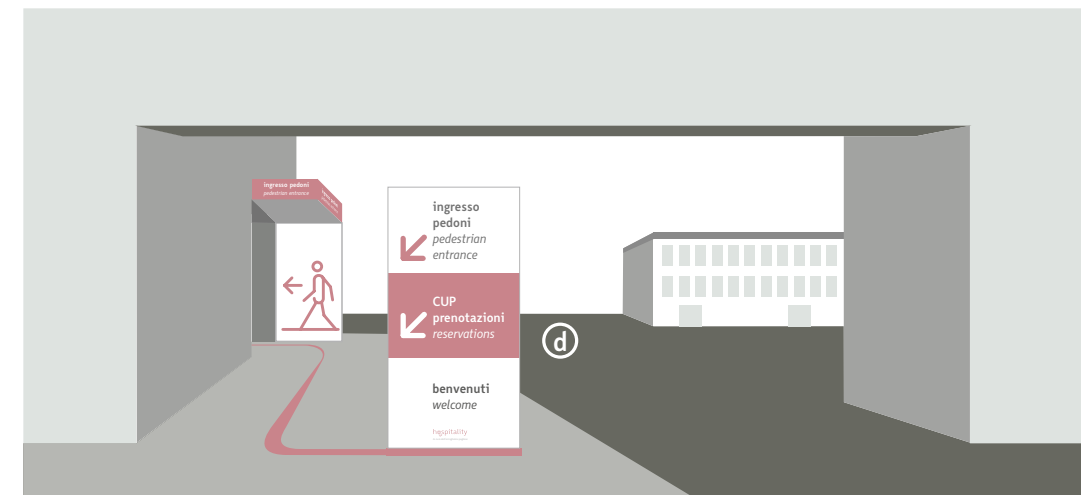 ingresso pedoni
pedestrian entrance
ingresso
pedoni
pedestrian
entrance
CUP
prenotazioni
reservations
d
benvenuti
welcome
hospitality